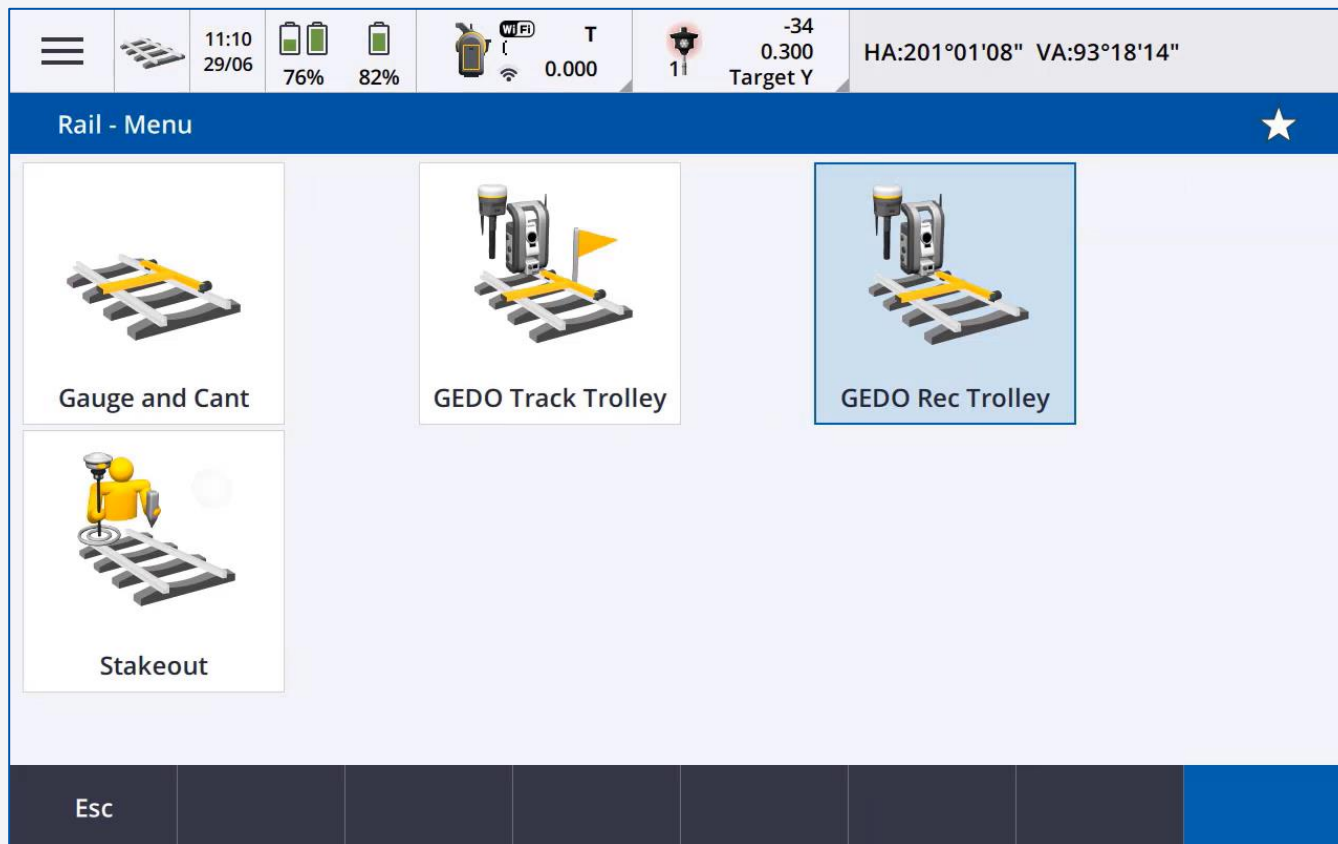 11:10
29/06
76%
82%
WiFi
T
0.000
1
-34
0.300
Target Y
HA:201°01'08" VA:93°18'14"
Rail - Menu
Gauge and Cant
GEDO Track Trolley
GEDO Rec Trolley
Stakeout
Esc